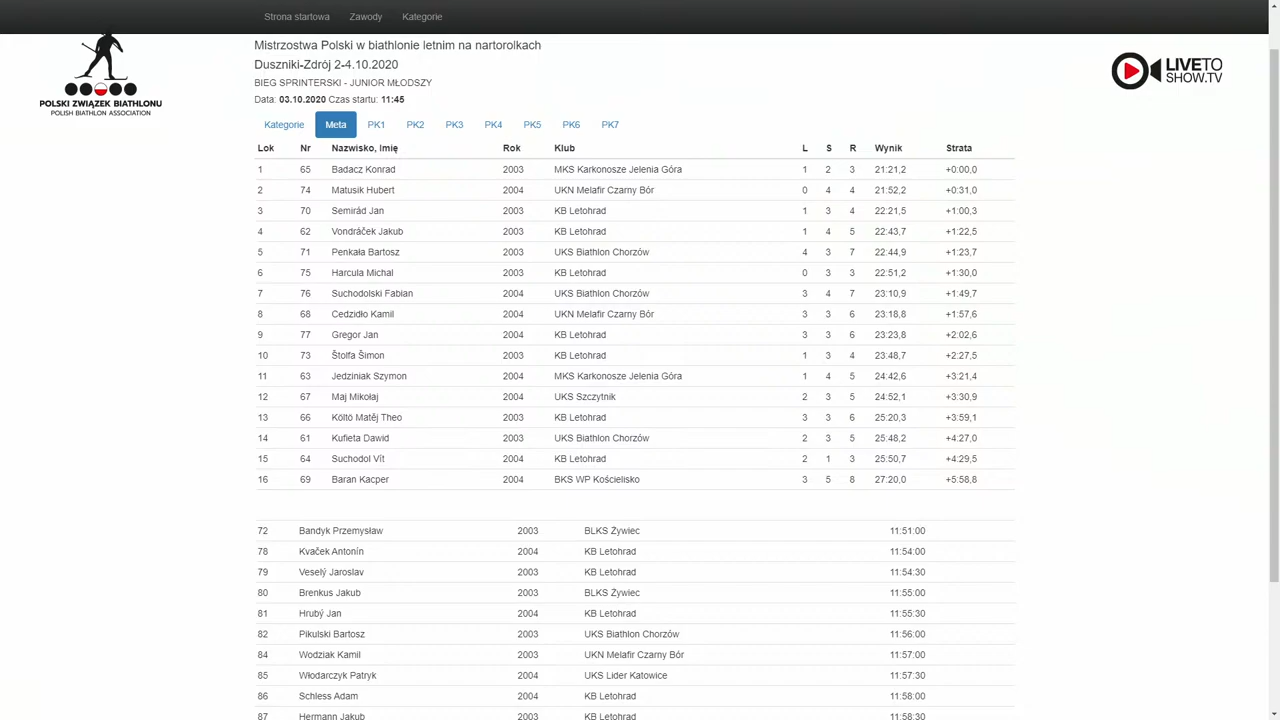 Strona startowa Zawody Kategorie
Mistrzostwa Polski w biathlonie letnim na nartorolkach
Duszniki-Zdrój 2-4.10.2020
BIEG SPRINTERSKI - JUNIOR MŁODSZY
Data: 03.10.2020 Czas startu: 11:45
POLSKI ZWIĄZEK BIATHLONU
POLISH BIATHLON ASSOCIATION
LIVETO
SHOW.TV
Kategorie Meta PK1 PK2 PK3 PK4 PK5 PK6 PK7
Lok Nr Nazwisko, Imię Rok Klub L S R Wynik Strata
1 65 Badacz Konrad 2003 MKS Karkonosze Jelenia Góra 1 2 3 21:21,2 +0:00,0
2 74 Matusik Hubert 2004 UKN Melafir Czarny Bór 0 4 4 21:52,2 +0:31,0
3 70 Semirád Jan 2003 KB Letohrad 1 3 4 22:21,5 +1:00,3
4 62 Vondráček Jakub 2003 KB Letohrad 1 4 5 22:43,7 +1:22,5
5 71 Penkała Bartosz 2003 UKS Biathlon Chorzów 4 3 7 22:44,9 +1:23,7
6 75 Harcula Michal 2003 KB Letohrad 0 3 3 22:51,2 +1:30,0
7 76 Suchodolski Fabian 2004 UKS Biathlon Chorzów 3 4 7 23:10,9 +1:49,7
8 68 Cedzidło Kamil 2004 UKN Melafir Czarny Bór 3 3 6 23:18,8 +1:57,6
9 77 Gregor Jan 2004 KB Letohrad 3 3 6 23:23,8 +2:02,6
10 73 Štolfa Šimon 2003 KB Letohrad 1 3 4 23:48,7 +2:27,5
11 63 Jedziniak Szymon 2004 MKS Karkonosze Jelenia Góra 1 4 5 24:42,6 +3:21,4
12 67 Maj Mikołaj 2004 UKS Szczytnik 2 3 5 24:52,1 +3:30,9
13 66 Költö Matěj Theo 2003 KB Letohrad 3 3 6 25:20,3 +3:59,1
14 61 Kufieta Dawid 2003 UKS Biathlon Chorzów 2 3 5 25:48,2 +4:27,0
15 64 Suchodol Vít 2003 KB Letohrad 2 1 3 25:50,7 +4:29,5
16 69 Baran Kacper 2004 BKS WP Kościelisko 3 5 8 27:20,0 +5:58,8
72 Bandyk Przemysław 2003 BLKS Żywiec 11:51:00
78 Kvaček Antonín 2004 KB Letohrad 11:54:00
79 Veselý Jaroslav 2003 KB Letohrad 11:54:30
80 Brenkus Jakub 2003 BLKS Żywiec 11:55:00
81 Hrubý Jan 2004 KB Letohrad 11:55:30
82 Pikulski Bartosz 2003 UKS Biathlon Chorzów 11:56:00
84 Wodziak Kamil 2003 UKN Melafir Czarny Bór 11:57:00
85 Włodarczyk Patryk 2004 UKS Lider Katowice 11:57:30
86 Schless Adam 2004 KB Letohrad 11:58:00
87 Hermann Jakub 2003 KB Letohrad 11:58:30